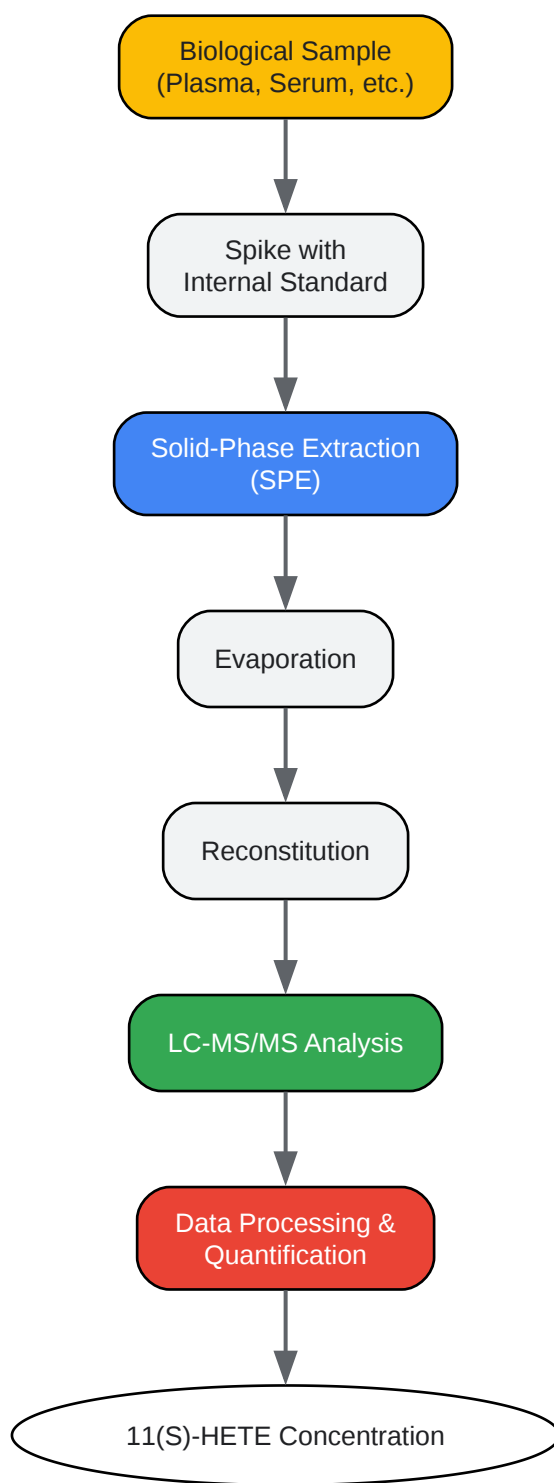 Biological Sample
(Plasma, Serum, etc.)
Spike with
Internal Standard
Solid-Phase Extraction
(SPE)
Evaporation
Reconstitution
LC-MS/MS Analysis
Data Processing &
Quantification
11(S)-HETE Concentration